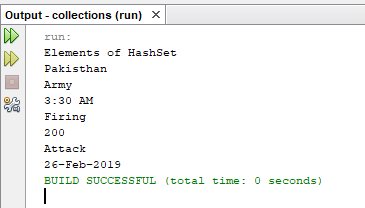 Output - collections (run) ×
run:
Elements of HashSet
Pakisthan
Army
3:30 AM
Firing
200
Attack
26-Feb-2019
BUILD SUCCESSFUL (total time: 0 seconds)